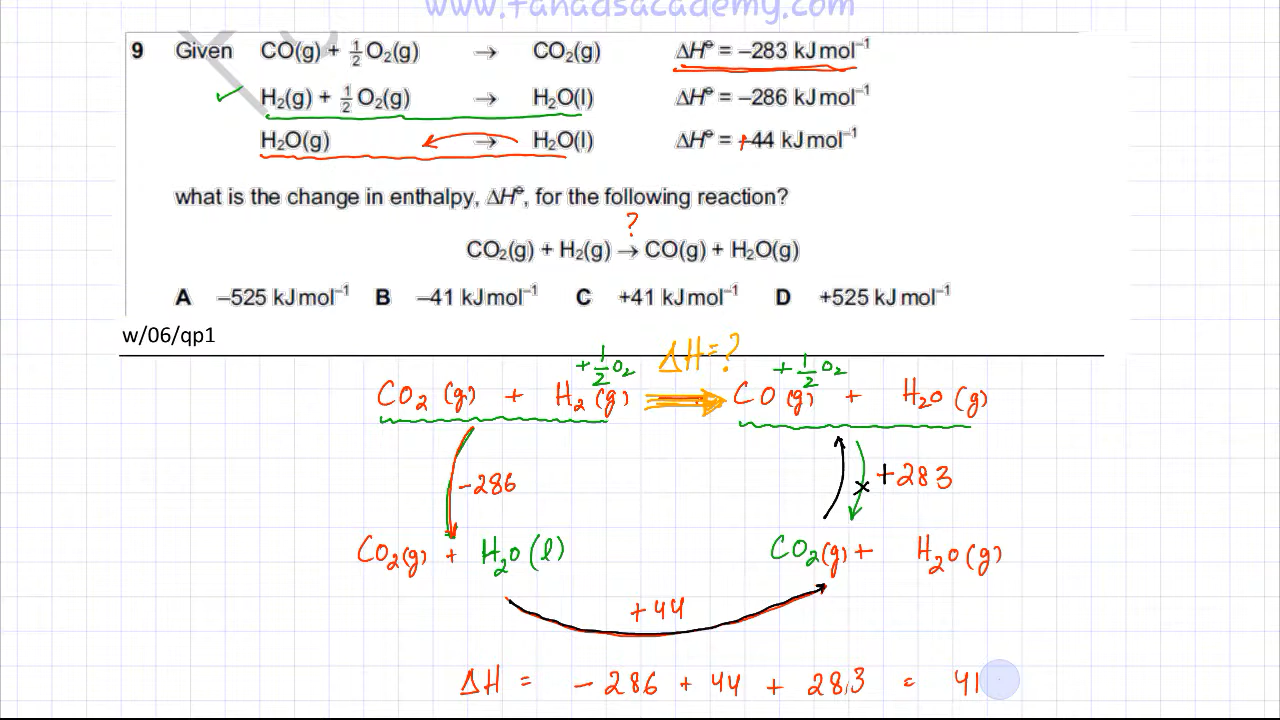 www.fahadsacademy.com
9 Given CO(g) + ½O₂(g) → CO₂(g) ΔH⦵ = –283 kJ mol⁻¹
H₂(g) + ½O₂(g) → H₂O(l) ΔH⦵ = –286 kJ mol⁻¹
H₂O(g) → H₂O(l) ΔH⦵ = +44 kJ mol⁻¹
what is the change in enthalpy, ΔH⦵, for the following reaction?
?
CO₂(g) + H₂(g) → CO(g) + H₂O(g)
A –525 kJ mol⁻¹ B –41 kJ mol⁻¹ C +41 kJ mol⁻¹ D +525 kJ mol⁻¹
w/06/qp1
+ ½ O₂ ΔH = ? + ½ O₂
CO₂ (g) + H₂ (g) ⇒ CO (g) + H₂O (g)
-286 +283
CO₂(g) + H₂O (l) CO₂(g) + H₂O(g)
+44
ΔH = - 286 + 44 + 283 = 41